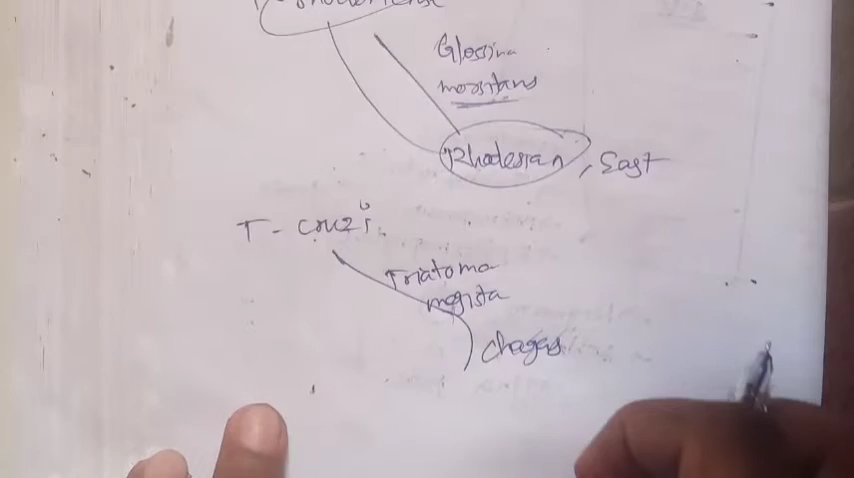 Glossina
morsitans
Rhodesian, East
T - cruzi
Triatoma
megista
chagas